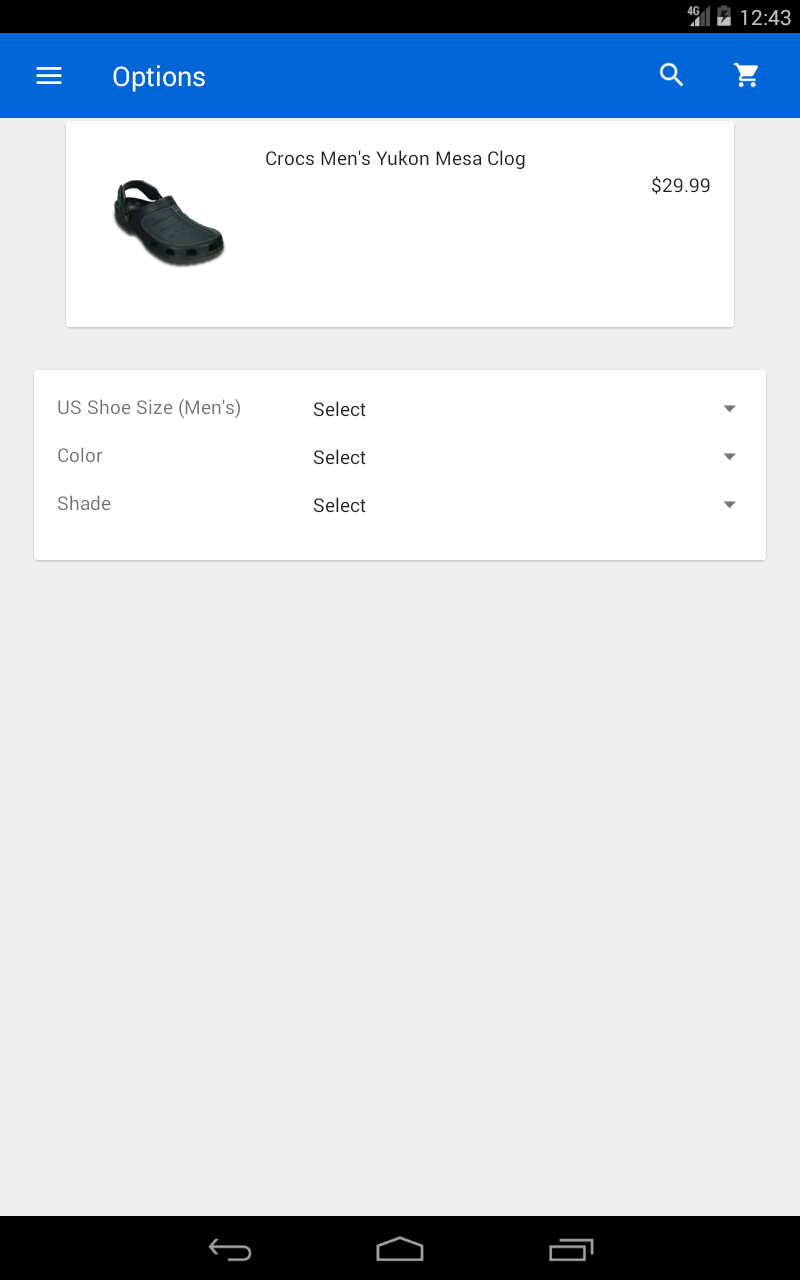 4G 12:43
Options
Crocs Men's Yukon Mesa Clog
$29.99
US Shoe Size (Men's) Select
Color Select
Shade Select